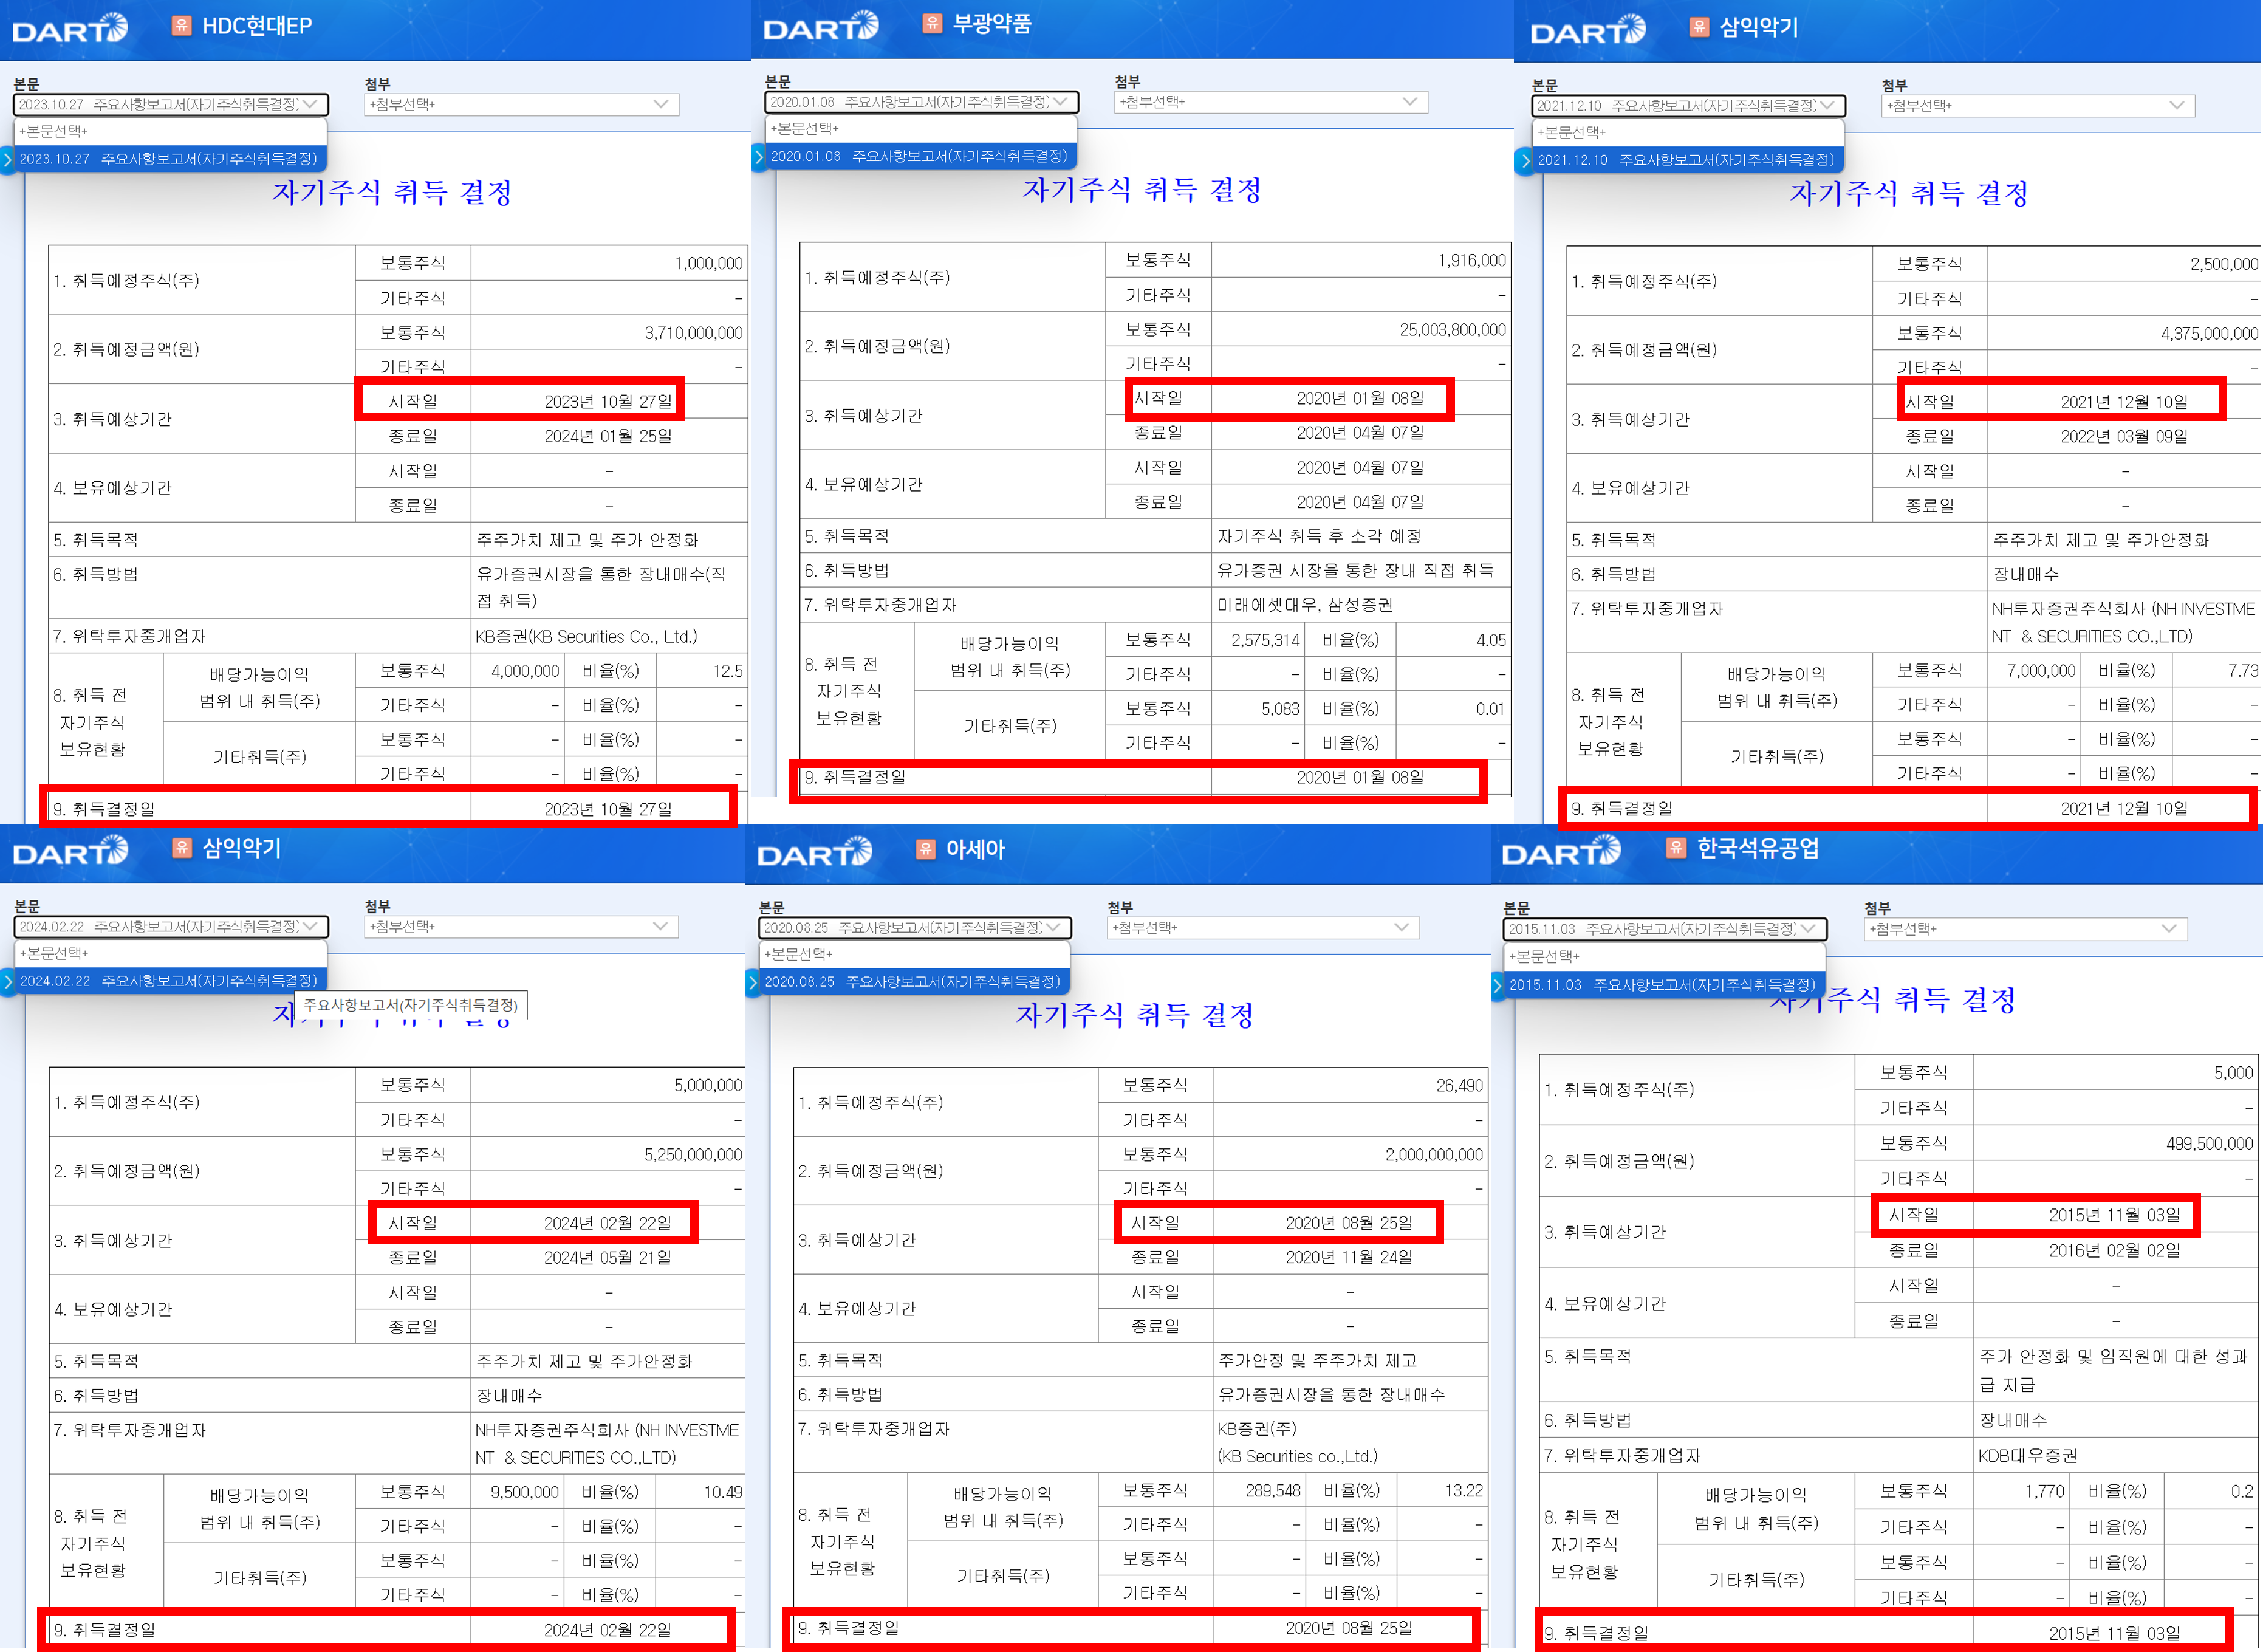 DART
유 HDC현대EP
본문
첨부
2023.10.27 주요사항보고서(자기주식취득결정)
+첨부선택+
+본문선택+
2023.10.27 주요사항보고서(자기주식취득결정)
자기주식 취득 결정
1. 취득예정주식(주) 보통주식 1,000,000
기타주식 -
2. 취득예정금액(원) 보통주식 3,710,000,000
기타주식 -
3. 취득예상기간 시작일 2023년 10월 27일
종료일 2024년 01월 25일
4. 보유예상기간 시작일 -
종료일 -
5. 취득목적 주주가치 제고 및 주가 안정화
6. 취득방법 유가증권시장을 통한 장내매수(직
접 취득)
7. 위탁투자중개업자 KB증권(KB Securities Co., Ltd.)
8. 취득 전
자기주식
보유현황
배당가능이익
범위 내 취득(주)
보통주식 4,000,000 비율(%) 12.5
기타주식 - 비율(%) -
기타취득(주)
보통주식 - 비율(%) -
기타주식 - 비율(%) -
9. 취득결정일 2023년 10월 27일
DART
유 부광약품
본문
첨부
2020.01.08 주요사항보고서(자기주식취득결정)
+첨부선택+
+본문선택+
2020.01.08 주요사항보고서(자기주식취득결정)
자기주식 취득 결정
1. 취득예정주식(주) 보통주식 1,916,000
기타주식 -
2. 취득예정금액(원) 보통주식 25,003,800,000
기타주식 -
3. 취득예상기간 시작일 2020년 01월 08일
종료일 2020년 04월 07일
4. 보유예상기간 시작일 2020년 04월 07일
종료일 2020년 04월 07일
5. 취득목적 자기주식 취득 후 소각 예정
6. 취득방법 유가증권 시장을 통한 장내 직접 취득
7. 위탁투자중개업자 미래에셋대우, 삼성증권
8. 취득 전
자기주식
보유현황
배당가능이익
범위 내 취득(주)
보통주식 2,575,314 비율(%) 4.05
기타주식 - 비율(%) -
기타취득(주)
보통주식 5,083 비율(%) 0.01
기타주식 - 비율(%) -
9. 취득결정일 2020년 01월 08일
DART
유 삼익악기
본문
첨부
2021.12.10 주요사항보고서(자기주식취득결정)
+첨부선택+
+본문선택+
2021.12.10 주요사항보고서(자기주식취득결정)
자기주식 취득 결정
1. 취득예정주식(주) 보통주식 2,500,000
기타주식 -
2. 취득예정금액(원) 보통주식 4,375,000,000
기타주식 -
3. 취득예상기간 시작일 2021년 12월 10일
종료일 2022년 03월 09일
4. 보유예상기간 시작일 -
종료일 -
5. 취득목적 주주가치 제고 및 주가안정화
6. 취득방법 장내매수
7. 위탁투자중개업자 NH투자증권주식회사 (NH INVESTME
NT & SECURITIES CO.,LTD)
8. 취득 전
자기주식
보유현황
배당가능이익
범위 내 취득(주)
보통주식 7,000,000 비율(%) 7.73
기타주식 - 비율(%) -
기타취득(주)
보통주식 - 비율(%) -
기타주식 - 비율(%) -
9. 취득결정일 2021년 12월 10일
DART
유 삼익악기
본문
첨부
2024.02.22 주요사항보고서(자기주식취득결정)
+첨부선택+
+본문선택+
2024.02.22 주요사항보고서(자기주식취득결정)
주요사항보고서(자기주식취득결정)
1. 취득예정주식(주) 보통주식 5,000,000
기타주식 -
2. 취득예정금액(원) 보통주식 5,250,000,000
기타주식 -
3. 취득예상기간 시작일 2024년 02월 22일
종료일 2024년 05월 21일
4. 보유예상기간 시작일 -
종료일 -
5. 취득목적 주주가치 제고 및 주가안정화
6. 취득방법 장내매수
7. 위탁투자중개업자 NH투자증권주식회사 (NH INVESTME
NT & SECURITIES CO.,LTD)
8. 취득 전
자기주식
보유현황
배당가능이익
범위 내 취득(주)
보통주식 9,500,000 비율(%) 10.49
기타주식 - 비율(%) -
기타취득(주)
보통주식 - 비율(%) -
기타주식 - 비율(%) -
9. 취득결정일 2024년 02월 22일
DART
유 아세아
본문
첨부
2020.08.25 주요사항보고서(자기주식취득결정)
+첨부선택+
+본문선택+
2020.08.25 주요사항보고서(자기주식취득결정)
자기주식 취득 결정
1. 취득예정주식(주) 보통주식 26,490
기타주식 -
2. 취득예정금액(원) 보통주식 2,000,000,000
기타주식 -
3. 취득예상기간 시작일 2020년 08월 25일
종료일 2020년 11월 24일
4. 보유예상기간 시작일 -
종료일 -
5. 취득목적 주가안정 및 주주가치 제고
6. 취득방법 유가증권시장을 통한 장내매수
7. 위탁투자중개업자 KB증권(주)
(KB Securities co.,Ltd.)
8. 취득 전
자기주식
보유현황
배당가능이익
범위 내 취득(주)
보통주식 289,548 비율(%) 13.22
기타주식 - 비율(%) -
기타취득(주)
보통주식 - 비율(%) -
기타주식 - 비율(%) -
9. 취득결정일 2020년 08월 25일
DART
유 한국석유공업
본문
첨부
2015.11.03 주요사항보고서(자기주식취득결정)
+첨부선택+
+본문선택+
2015.11.03 주요사항보고서(자기주식취득결정)
자기주식 취득 결정
1. 취득예정주식(주) 보통주식 5,000
기타주식 -
2. 취득예정금액(원) 보통주식 499,500,000
기타주식 -
3. 취득예상기간 시작일 2015년 11월 03일
종료일 2016년 02월 02일
4. 보유예상기간 시작일 -
종료일 -
5. 취득목적 주가 안정화 및 임직원에 대한 성과
급 지급
6. 취득방법 장내매수
7. 위탁투자중개업자 KDB대우증권
8. 취득 전
자기주식
보유현황
배당가능이익
범위 내 취득(주)
보통주식 1,770 비율(%) 0.2
기타주식 - 비율(%) -
기타취득(주)
보통주식 - 비율(%) -
기타주식 - 비율(%) -
9. 취득결정일 2015년 11월 03일